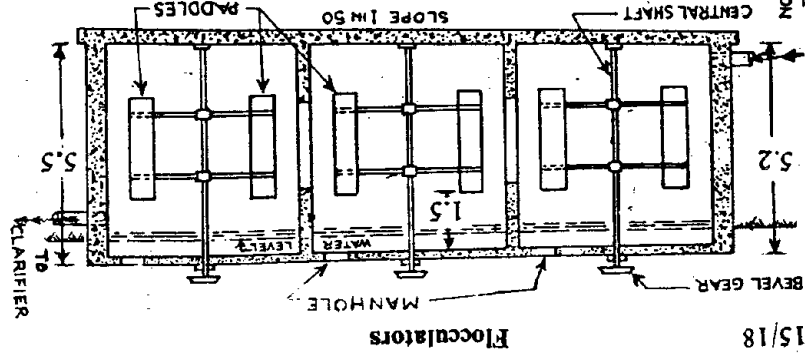 15/18
Flocculators
BEVEL GEAR
MANHOLE
TO
CLARIFIER
WATER LEVEL
1.5
5.2
5.5
CENTRAL SHAFT
SLOPE 1 IN 50
PADDLES